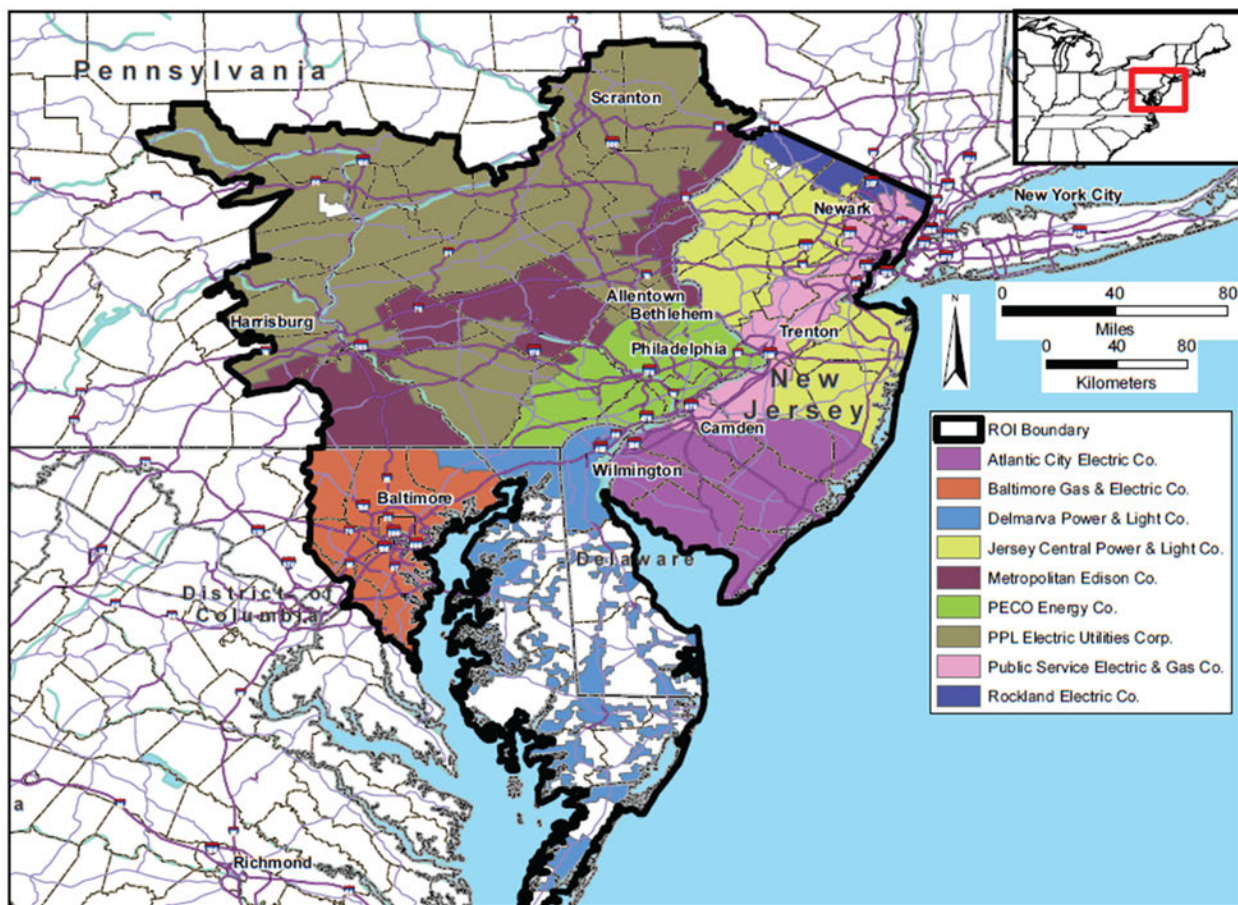 Pennsylvania
Scranton
New York City
Newark
Allentown
Bethlehem
Harrisburg
Trenton
Philadelphia
New
Jersey
Camden
Wilmington
Baltimore
Delaware
District of
Columbia
Richmond
a
N
0 40 80
Miles
0 40 80
Kilometers
ROI Boundary
Atlantic City Electric Co.
Baltimore Gas & Electric Co.
Delmarva Power & Light Co.
Jersey Central Power & Light Co.
Metropolitan Edison Co.
PECO Energy Co.
PPL Electric Utilities Corp.
Public Service Electric & Gas Co.
Rockland Electric Co.